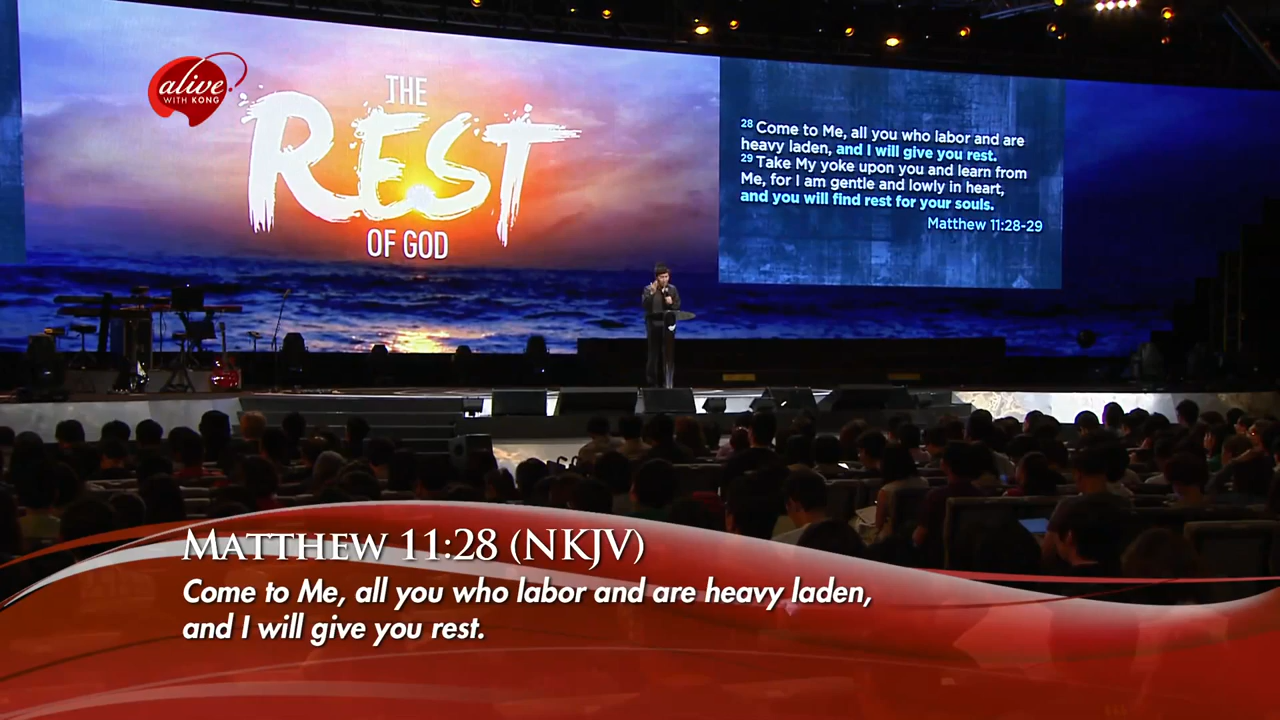 alive
WITH KONG
THE
REST
OF GOD
28 Come to Me, all you who labor and are
heavy laden, and I will give you rest.
29 Take My yoke upon you and learn from
Me, for I am gentle and lowly in heart,
and you will find rest for your souls.
Matthew 11:28-29
MATTHEW 11:28 (NKJV)
Come to Me, all you who labor and are heavy laden,
and I will give you rest.